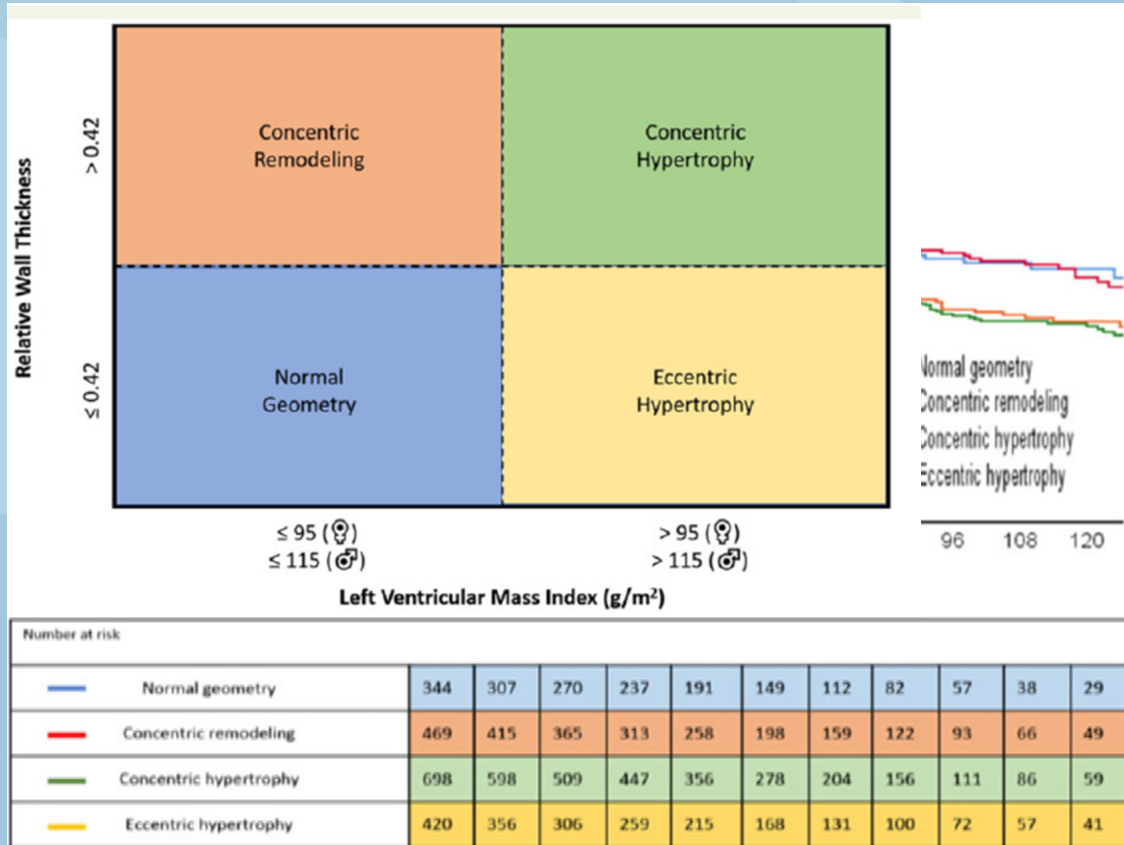 Relative Wall Thickness
> 0.42
≤ 0.42
Concentric
Remodeling
Concentric
Hypertrophy
Normal
Geometry
Eccentric
Hypertrophy
≤ 95 (♀)
≤ 115 (♂)
> 95 (♀)
> 115 (♂)
Left Ventricular Mass Index (g/m²)
Normal geometry
Concentric remodeling
Concentric hypertrophy
Eccentric hypertrophy
96 108 120
Number at risk
Normal geometry 344 307 270 237 191 149 112 82 57 38 29
Concentric remodeling 469 415 365 313 258 198 159 122 93 66 49
Concentric hypertrophy 698 598 509 447 356 278 204 156 111 86 59
Eccentric hypertrophy 420 356 306 259 215 168 131 100 72 57 41